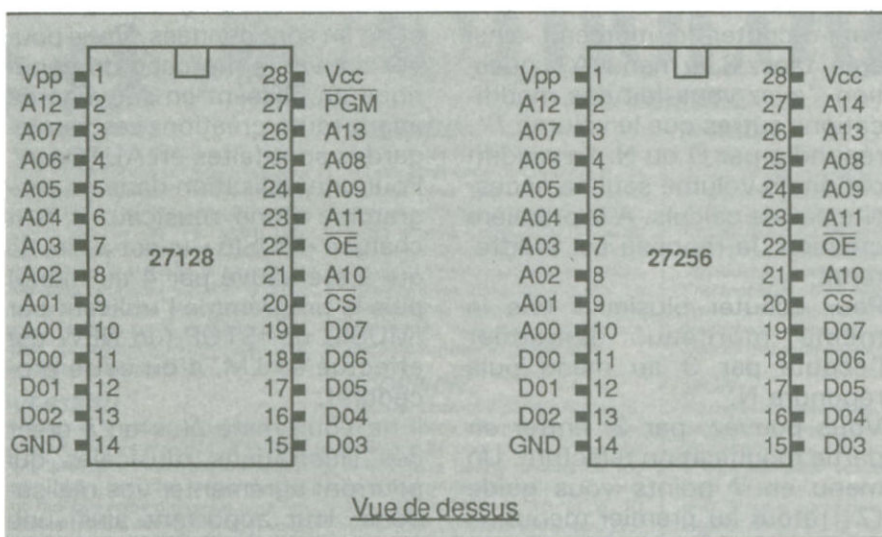 Vpp 1 28 Vcc
A12 2 27 PGM
A07 3 26 A13
A06 4 25 A08
A05 5 24 A09
A04 6 23 A11
A03 7 22 OE
A02 8 21 A10
A01 9 20 CS
A00 10 19 D07
D00 11 18 D06
D01 12 17 D05
D02 13 16 D04
GND 14 15 D03
27128
Vpp 1 28 Vcc
A12 2 27 A14
A07 3 26 A13
A06 4 25 A08
A05 5 24 A09
A04 6 23 A11
A03 7 22 OE
A02 8 21 A10
A01 9 20 CS
A00 10 19 D07
D00 11 18 D06
D01 12 17 D05
D02 13 16 D04
GND 14 15 D03
27256
Vue de dessus